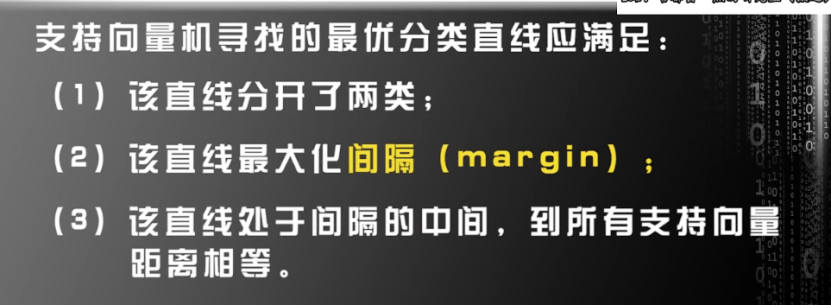 支持向量机寻找的最优分类直线应满足：
（1）该直线分开了两类；
（2）该直线最大化间隔（margin）；
（3）该直线处于间隔的中间，到所有支持向量
距离相等。